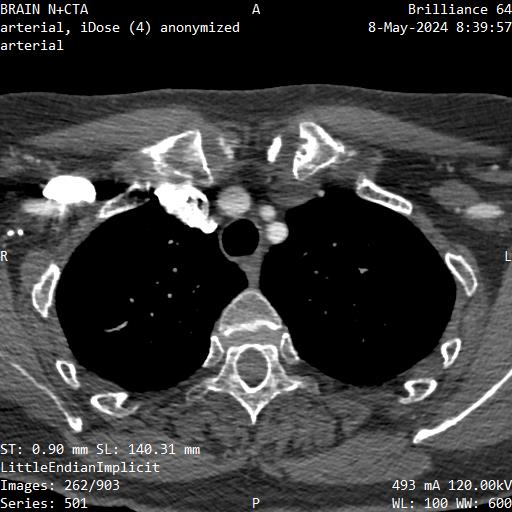 BRAIN N+CTA
A
Brilliance 64
arterial, iDose (4) anonymized
8-May-2024 8:39:57
arterial
R
L
ST: 0.90 mm SL: 140.31 mm
LittleEndianImplicit
Images: 262/903
493 mA 120.00kV
Series: 501
P
WL: 100 WW: 600